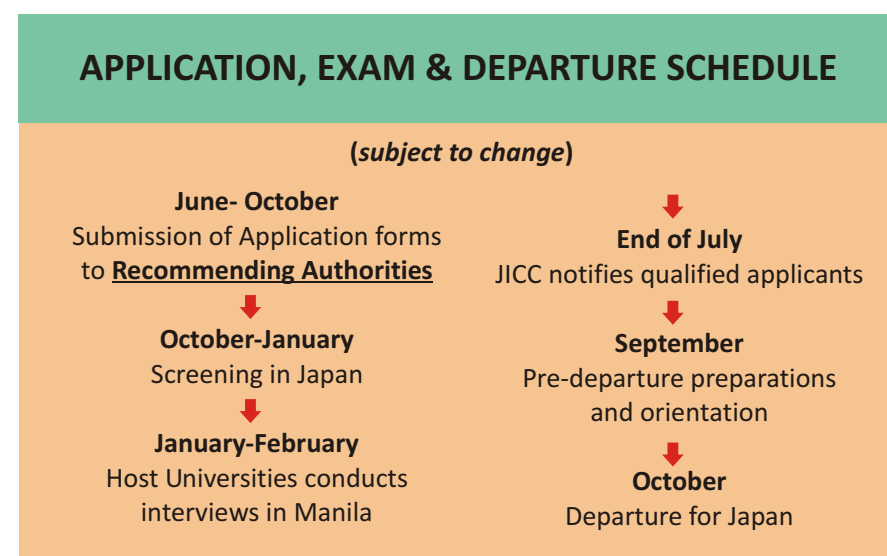 APPLICATION, EXAM & DEPARTURE SCHEDULE
(subject to change)
June- October
Submission of Application forms
to Recommending Authorities
October-January
Screening in Japan
January-February
Host Universities conducts
interviews in Manila
End of July
JICC notifies qualified applicants
September
Pre-departure preparations
and orientation
October
Departure for Japan